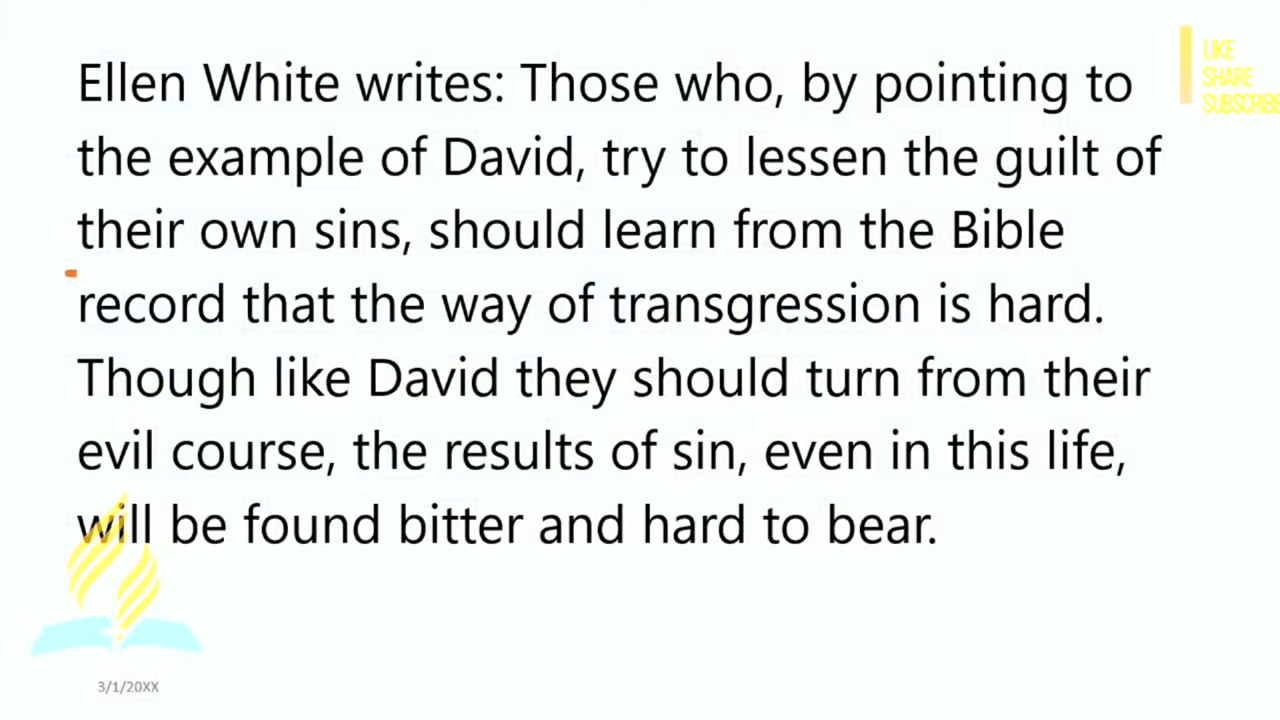 Ellen White writes: Those who, by pointing to
the example of David, try to lessen the guilt of
their own sins, should learn from the Bible
record that the way of transgression is hard.
Though like David they should turn from their
evil course, the results of sin, even in this life,
will be found bitter and hard to bear.
LIKE
SHARE
SUBSCRIBE
3/1/20XX